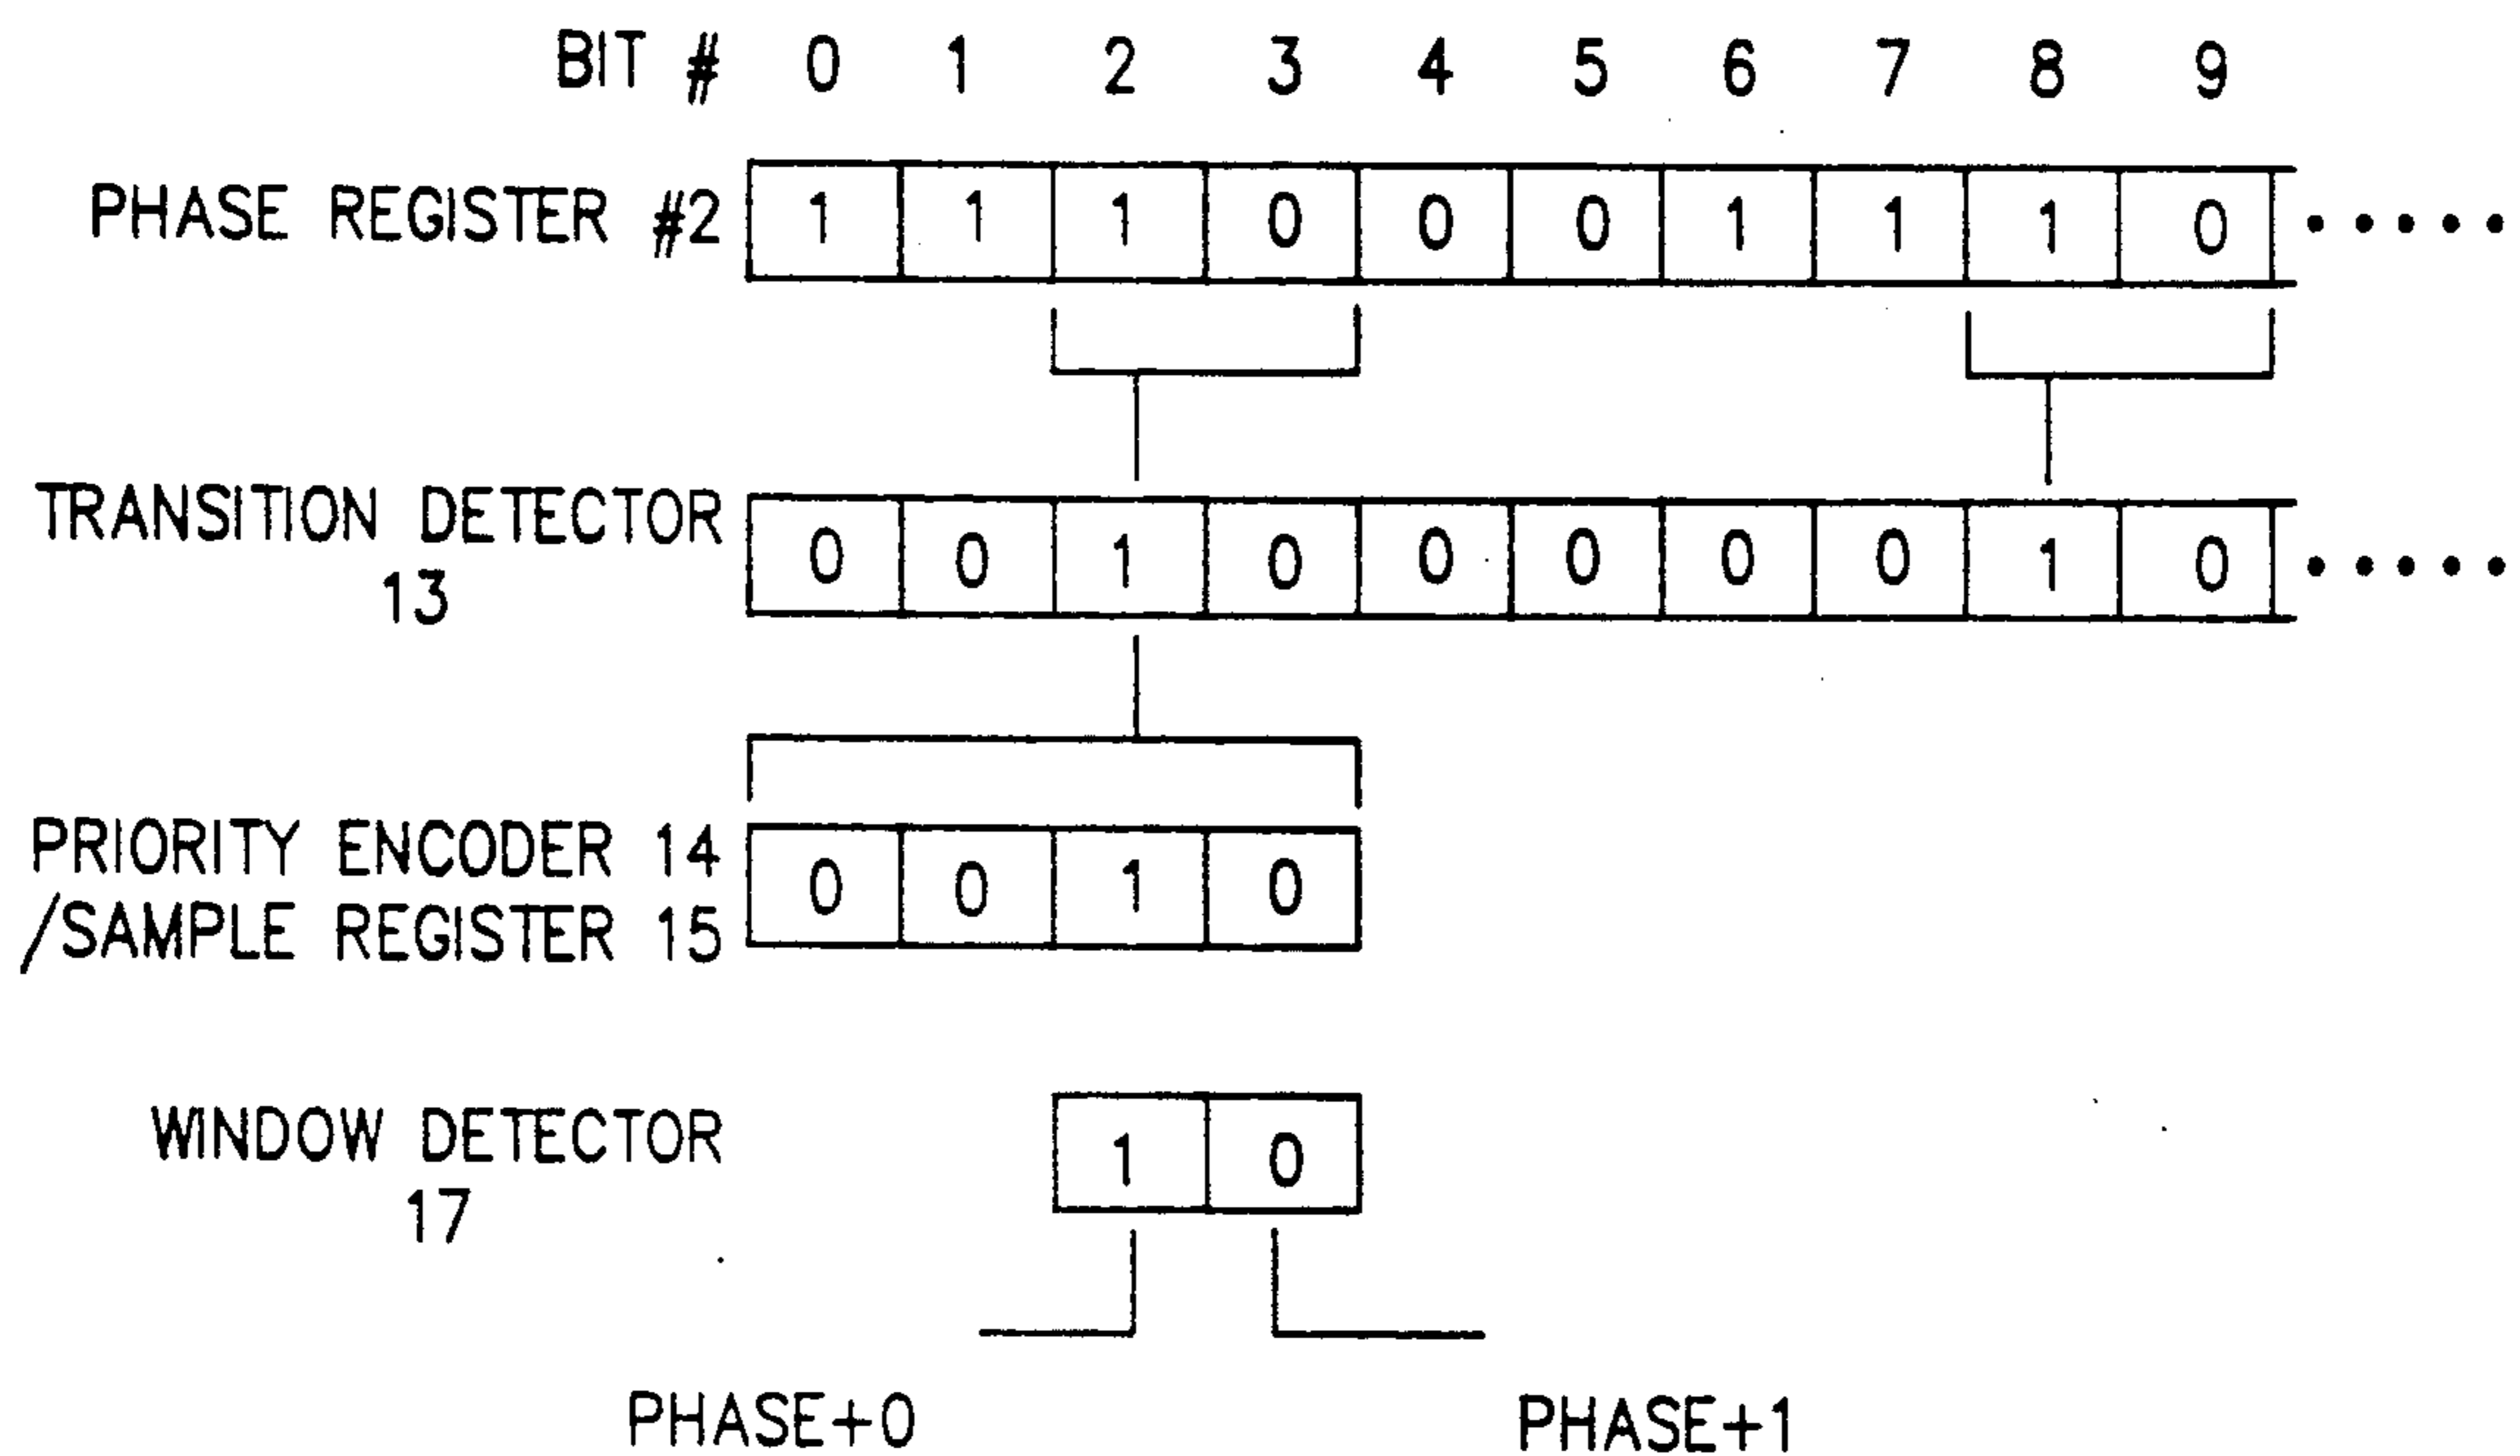 BIT # 0 1 2 3 4 5 6 7 8 9
PHASE REGISTER #2 1 1 1 0 0 0 1 1 1 0 •••••
TRANSITION DETECTOR 0 0 1 0 0 0 0 0 1 0 •••••
13
PRIORITY ENCODER 14
/SAMPLE REGISTER 15
0 0 1 0
WINDOW DETECTOR 1 0
17
PHASE+0 PHASE+1